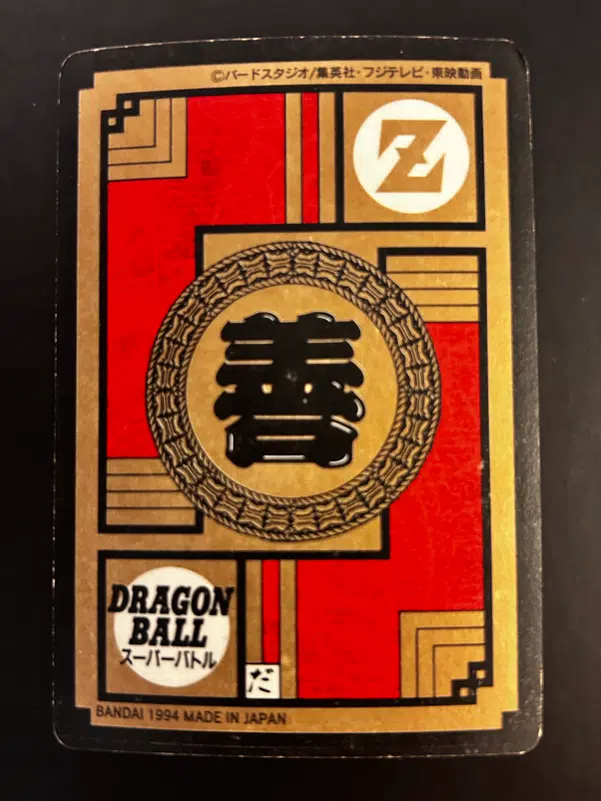 ©バードスタジオ/集英社・フジテレビ・東映動画
Z
善
DRAGON
BALL
スーパーバトル
だ
BANDAI 1994 MADE IN JAPAN